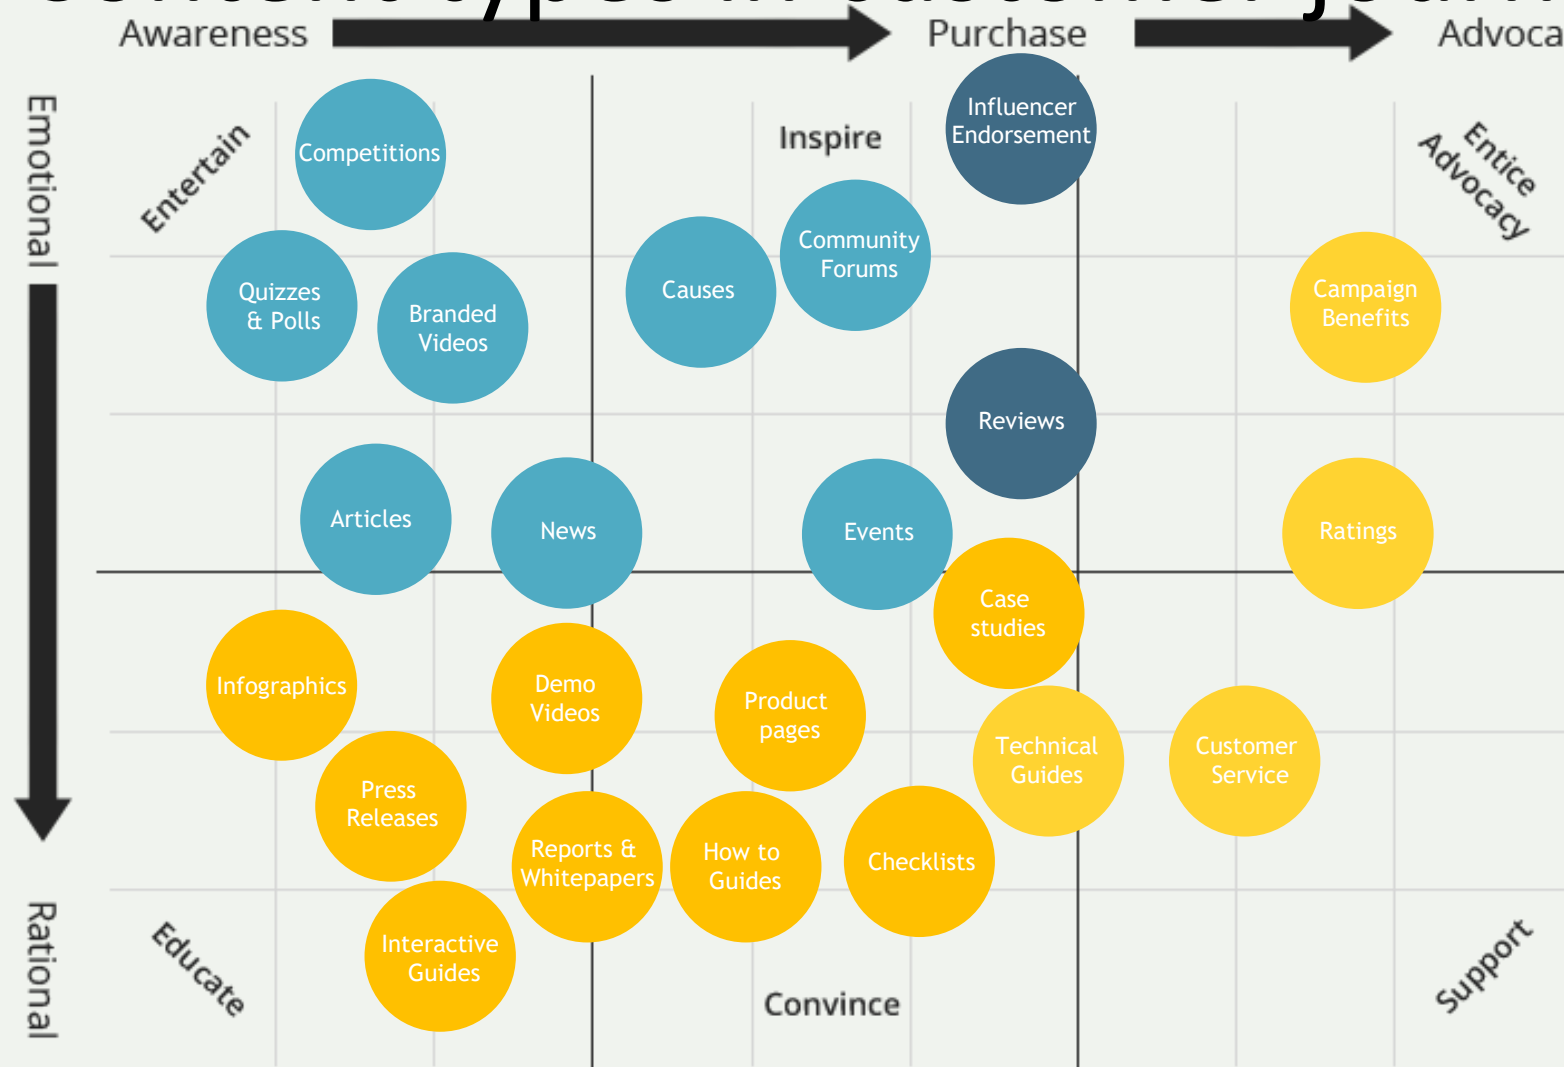 Awareness
Purchase
Emotional
Entertain
Inspire
Entice
Advocacy
Competitions
Influencer
Endorsement
Quizzes
& Polls
Branded
Videos
Causes
Community
Forums
Campaign
Benefits
Reviews
Articles
News
Events
Ratings
Case
studies
Infographics
Demo
Videos
Product
pages
Technical
Guides
Customer
Service
Press
Releases
Reports &
Whitepapers
How to
Guides
Checklists
Interactive
Guides
Rational
Educate
Convince
Support